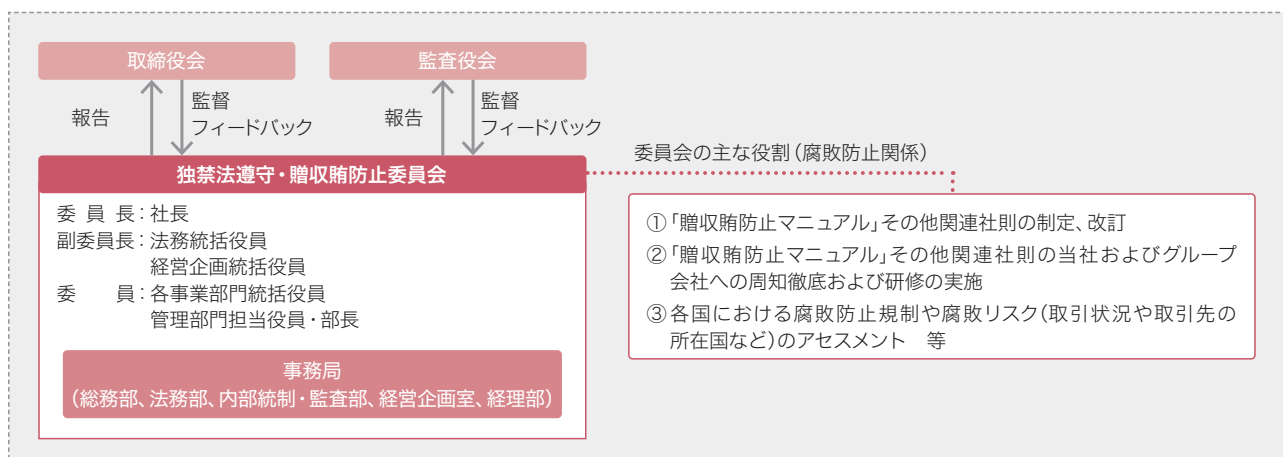 取締役会
監査役会
報告
監督
フィードバック
報告
監督
フィードバック
独禁法遵守・贈収賄防止委員会
委員長：社長
副委員長：法務統括役員
経営企画統括役員
委員：各事業部門統括役員
管理部門担当役員・部長
事務局
（総務部、法務部、内部統制・監査部、経営企画室、経理部）
委員会の主な役割（腐敗防止関係）
①「贈収賄防止マニュアル」その他関連社則の制定、改訂
②「贈収賄防止マニュアル」その他関連社則の当社およびグループ
会社への周知徹底および研修の実施
③各国における腐敗防止規制や腐敗リスク（取引状況や取引先の
所在国など）のアセスメント　等